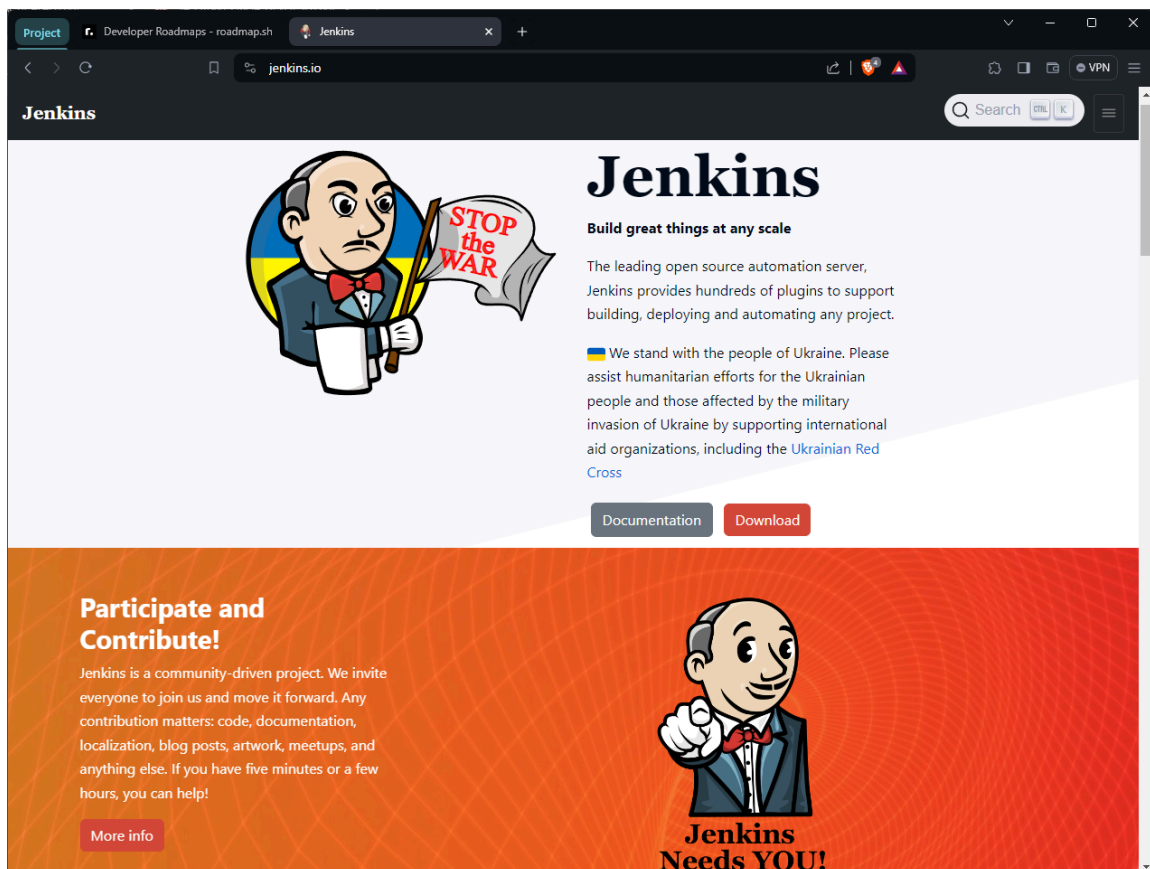 Project
r. Developer Roadmaps - roadmap.sh
Jenkins
jenkins.io
4
VPN
Jenkins
Search CTRL K
STOP
the
WAR
Jenkins
Build great things at any scale
The leading open source automation server,
Jenkins provides hundreds of plugins to support
building, deploying and automating any project.
We stand with the people of Ukraine. Please
assist humanitarian efforts for the Ukrainian
people and those affected by the military
invasion of Ukraine by supporting international
aid organizations, including the Ukrainian Red
Cross
Documentation
Download
Participate and
Contribute!
Jenkins is a community-driven project. We invite
everyone to join us and move it forward. Any
contribution matters: code, documentation,
localization, blog posts, artwork, meetups, and
anything else. If you have five minutes or a few
hours, you can help!
More info
Jenkins
Needs YOU!